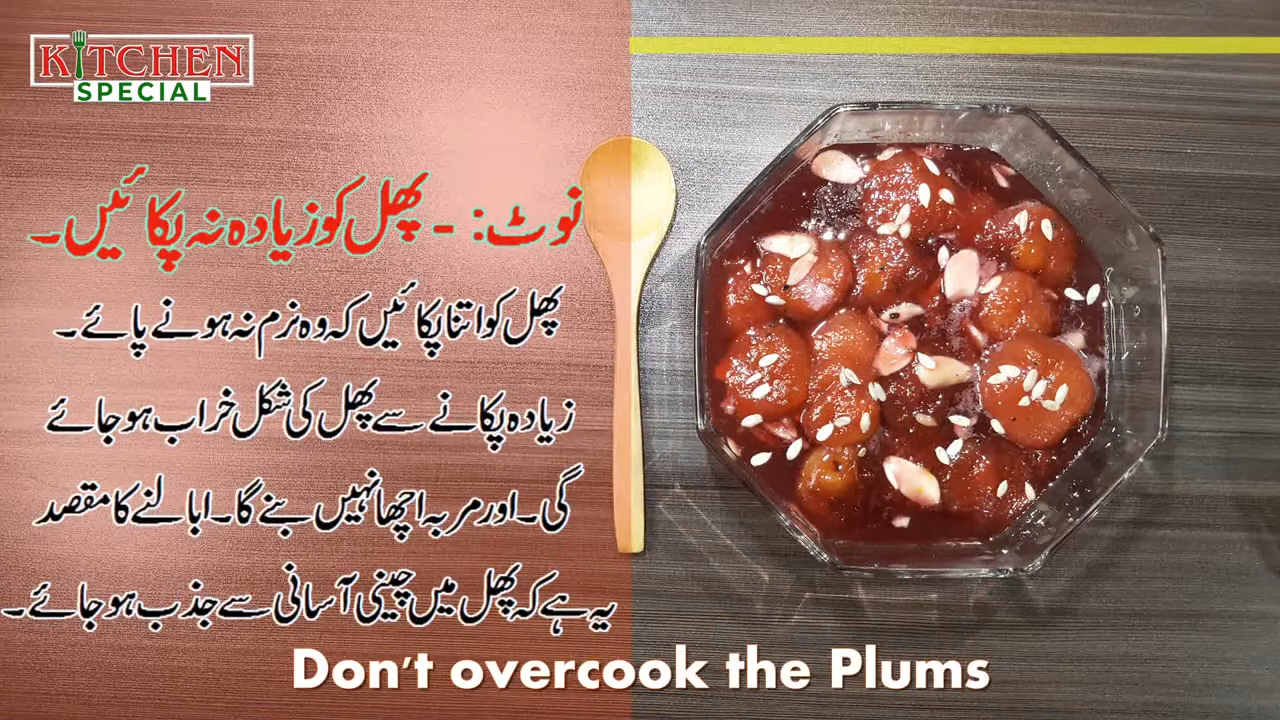 KITCHEN
SPECIAL
نوٹ: - پھل کو زیادہ نہ پکائیں۔
پھل کو اتنا پکائیں کہ وہ نرم نہ ہونے پائے۔
زیادہ پکانے سے پھل کی شکل خراب ہو جائے
گی۔ اور مربہ اچھا نہیں بنے گا۔ ابالنے کا مقصد
یہ ہے کہ پھل میں چینی آسانی سے جذب ہو جائے۔
Don't overcook the Plums